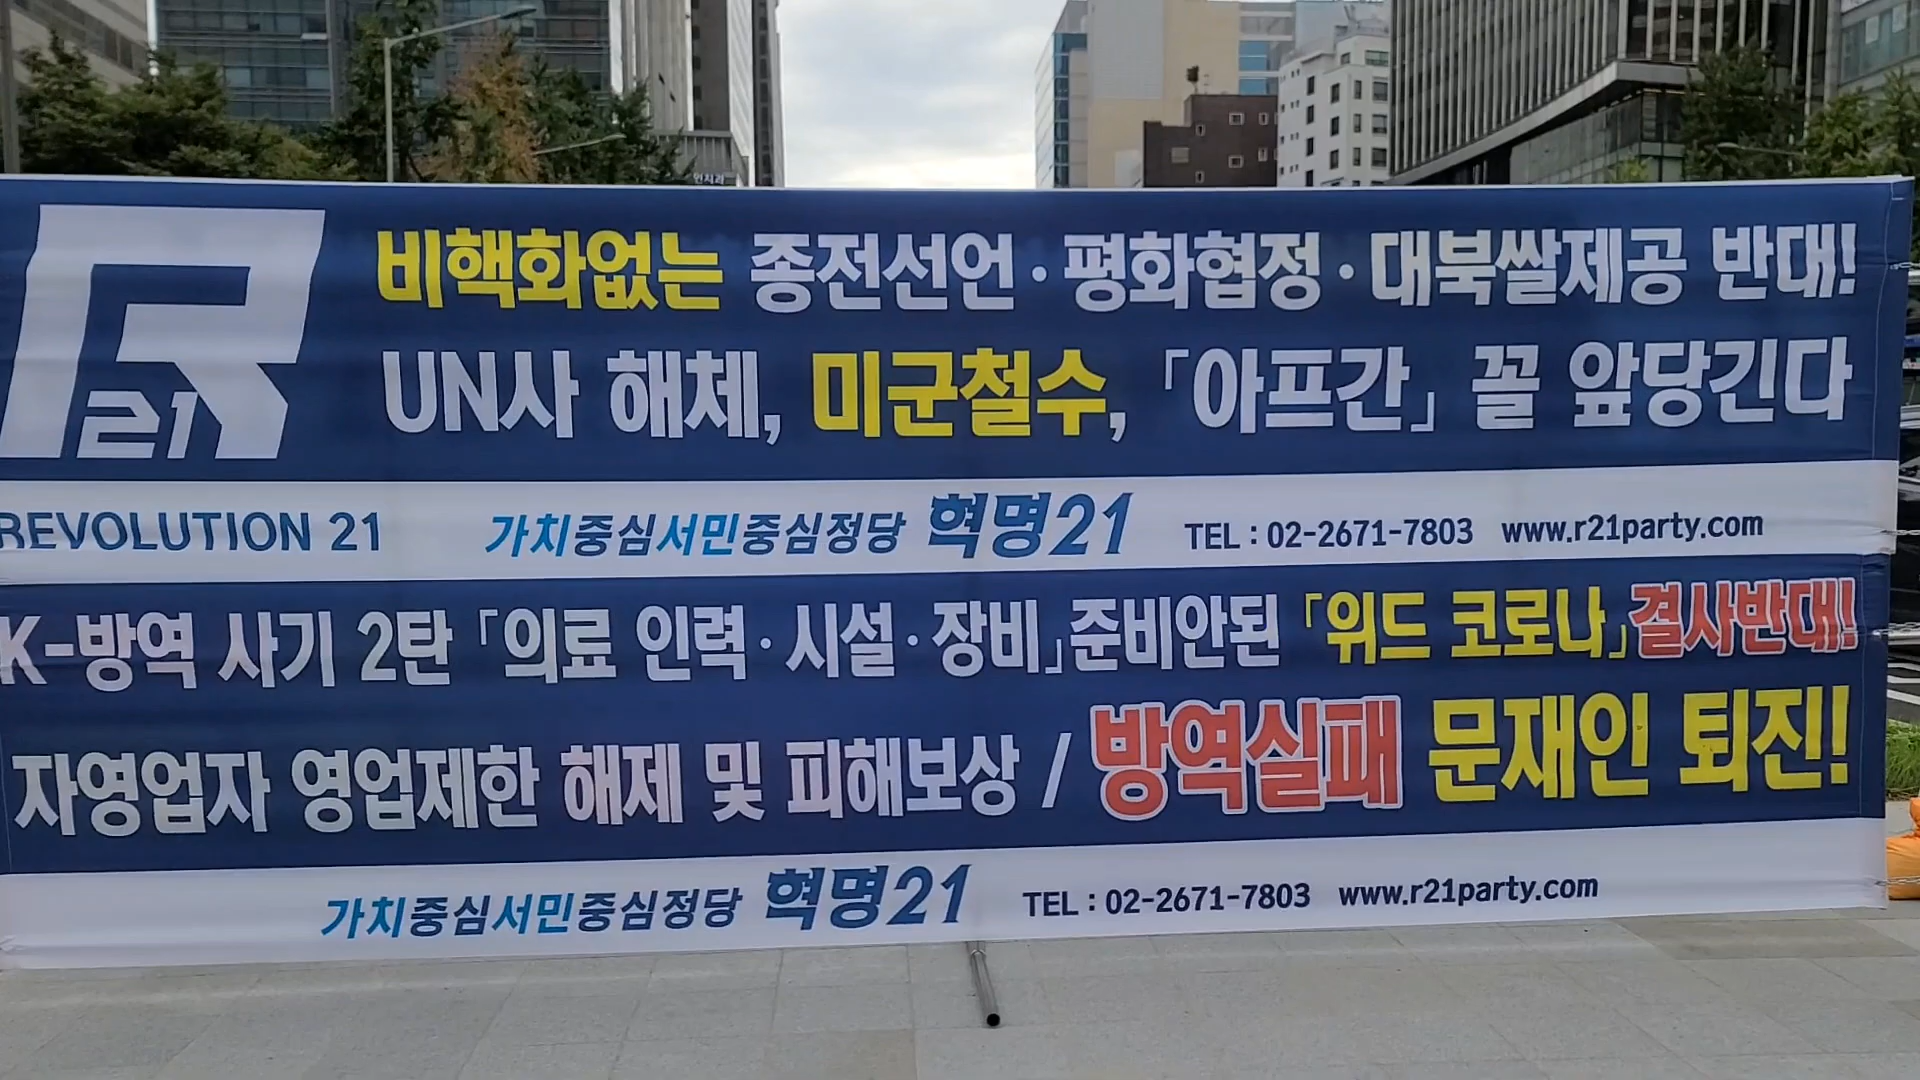 인지과
R
21
비핵화없는 종전선언·평화협정·대북쌀제공 반대!
UN사 해체, 미군철수, 「아프간」 꼴 앞당긴다
REVOLUTION 21 가치중심서민중심정당 혁명21 TEL : 02-2671-7803 www.r21party.com
K-방역 사기 2탄 「의료 인력·시설·장비」준비안된 「위드 코로나」결사반대!
자영업자 영업제한 해제 및 피해보상 / 방역실패 문재인 퇴진!
가치중심서민중심정당 혁명21 TEL : 02-2671-7803 www.r21party.com